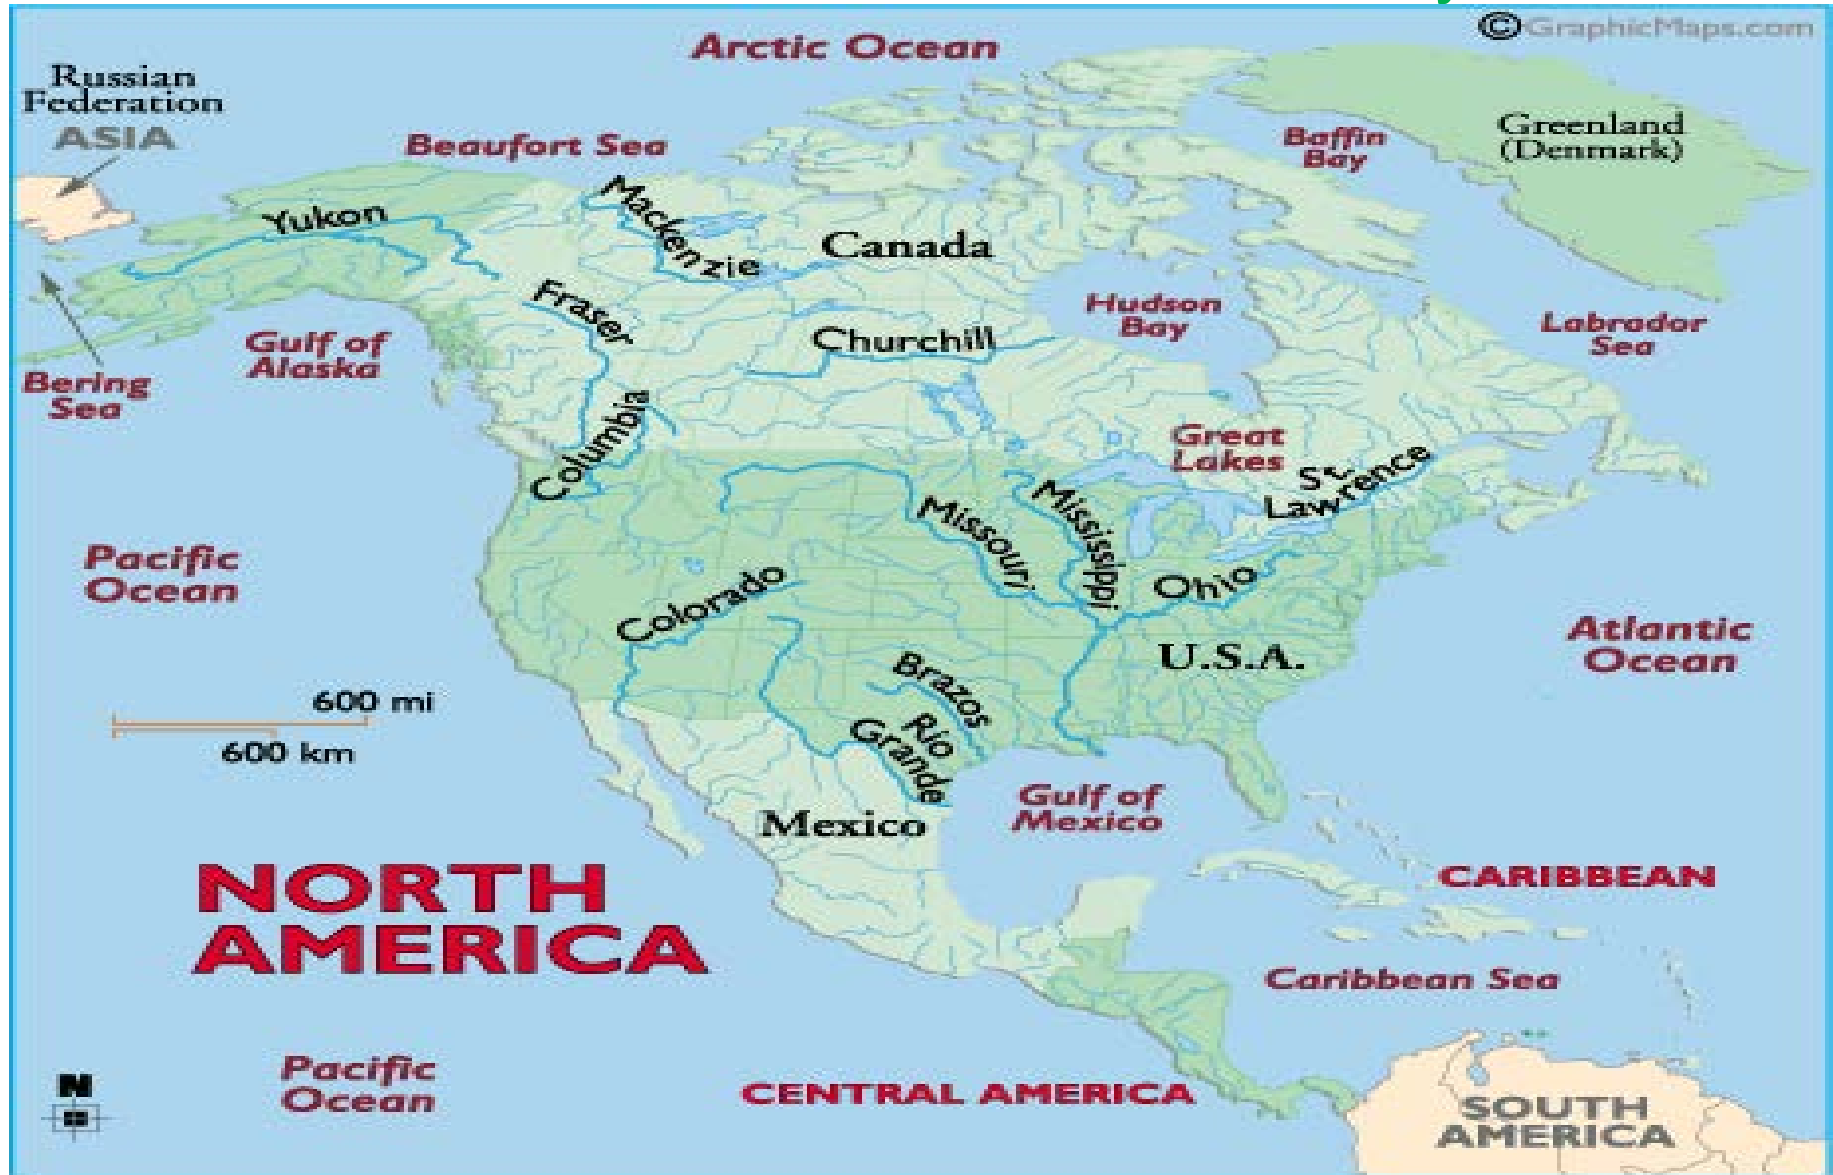 ©GraphicMaps.com
Arctic Ocean
Russian
Federation
ASIA
Beaufort Sea
Baffin
Bay
Greenland
(Denmark)
Yukon
Mackenzie
Canada
Fraser
Hudson
Bay
Labrador
Sea
Gulf of
Alaska
Churchill
Bering
Sea
Columbia
Great
Lakes
St.
Lawrence
Missouri
Mississippi
Pacific
Ocean
Colorado
Ohio
Atlantic
Ocean
U.S.A.
Brazos
Rio
Grande
600 mi
600 km
Gulf of
Mexico
Mexico
NORTH
AMERICA
CARIBBEAN
Caribbean Sea
Pacific
Ocean
N
CENTRAL AMERICA
SOUTH
AMERICA